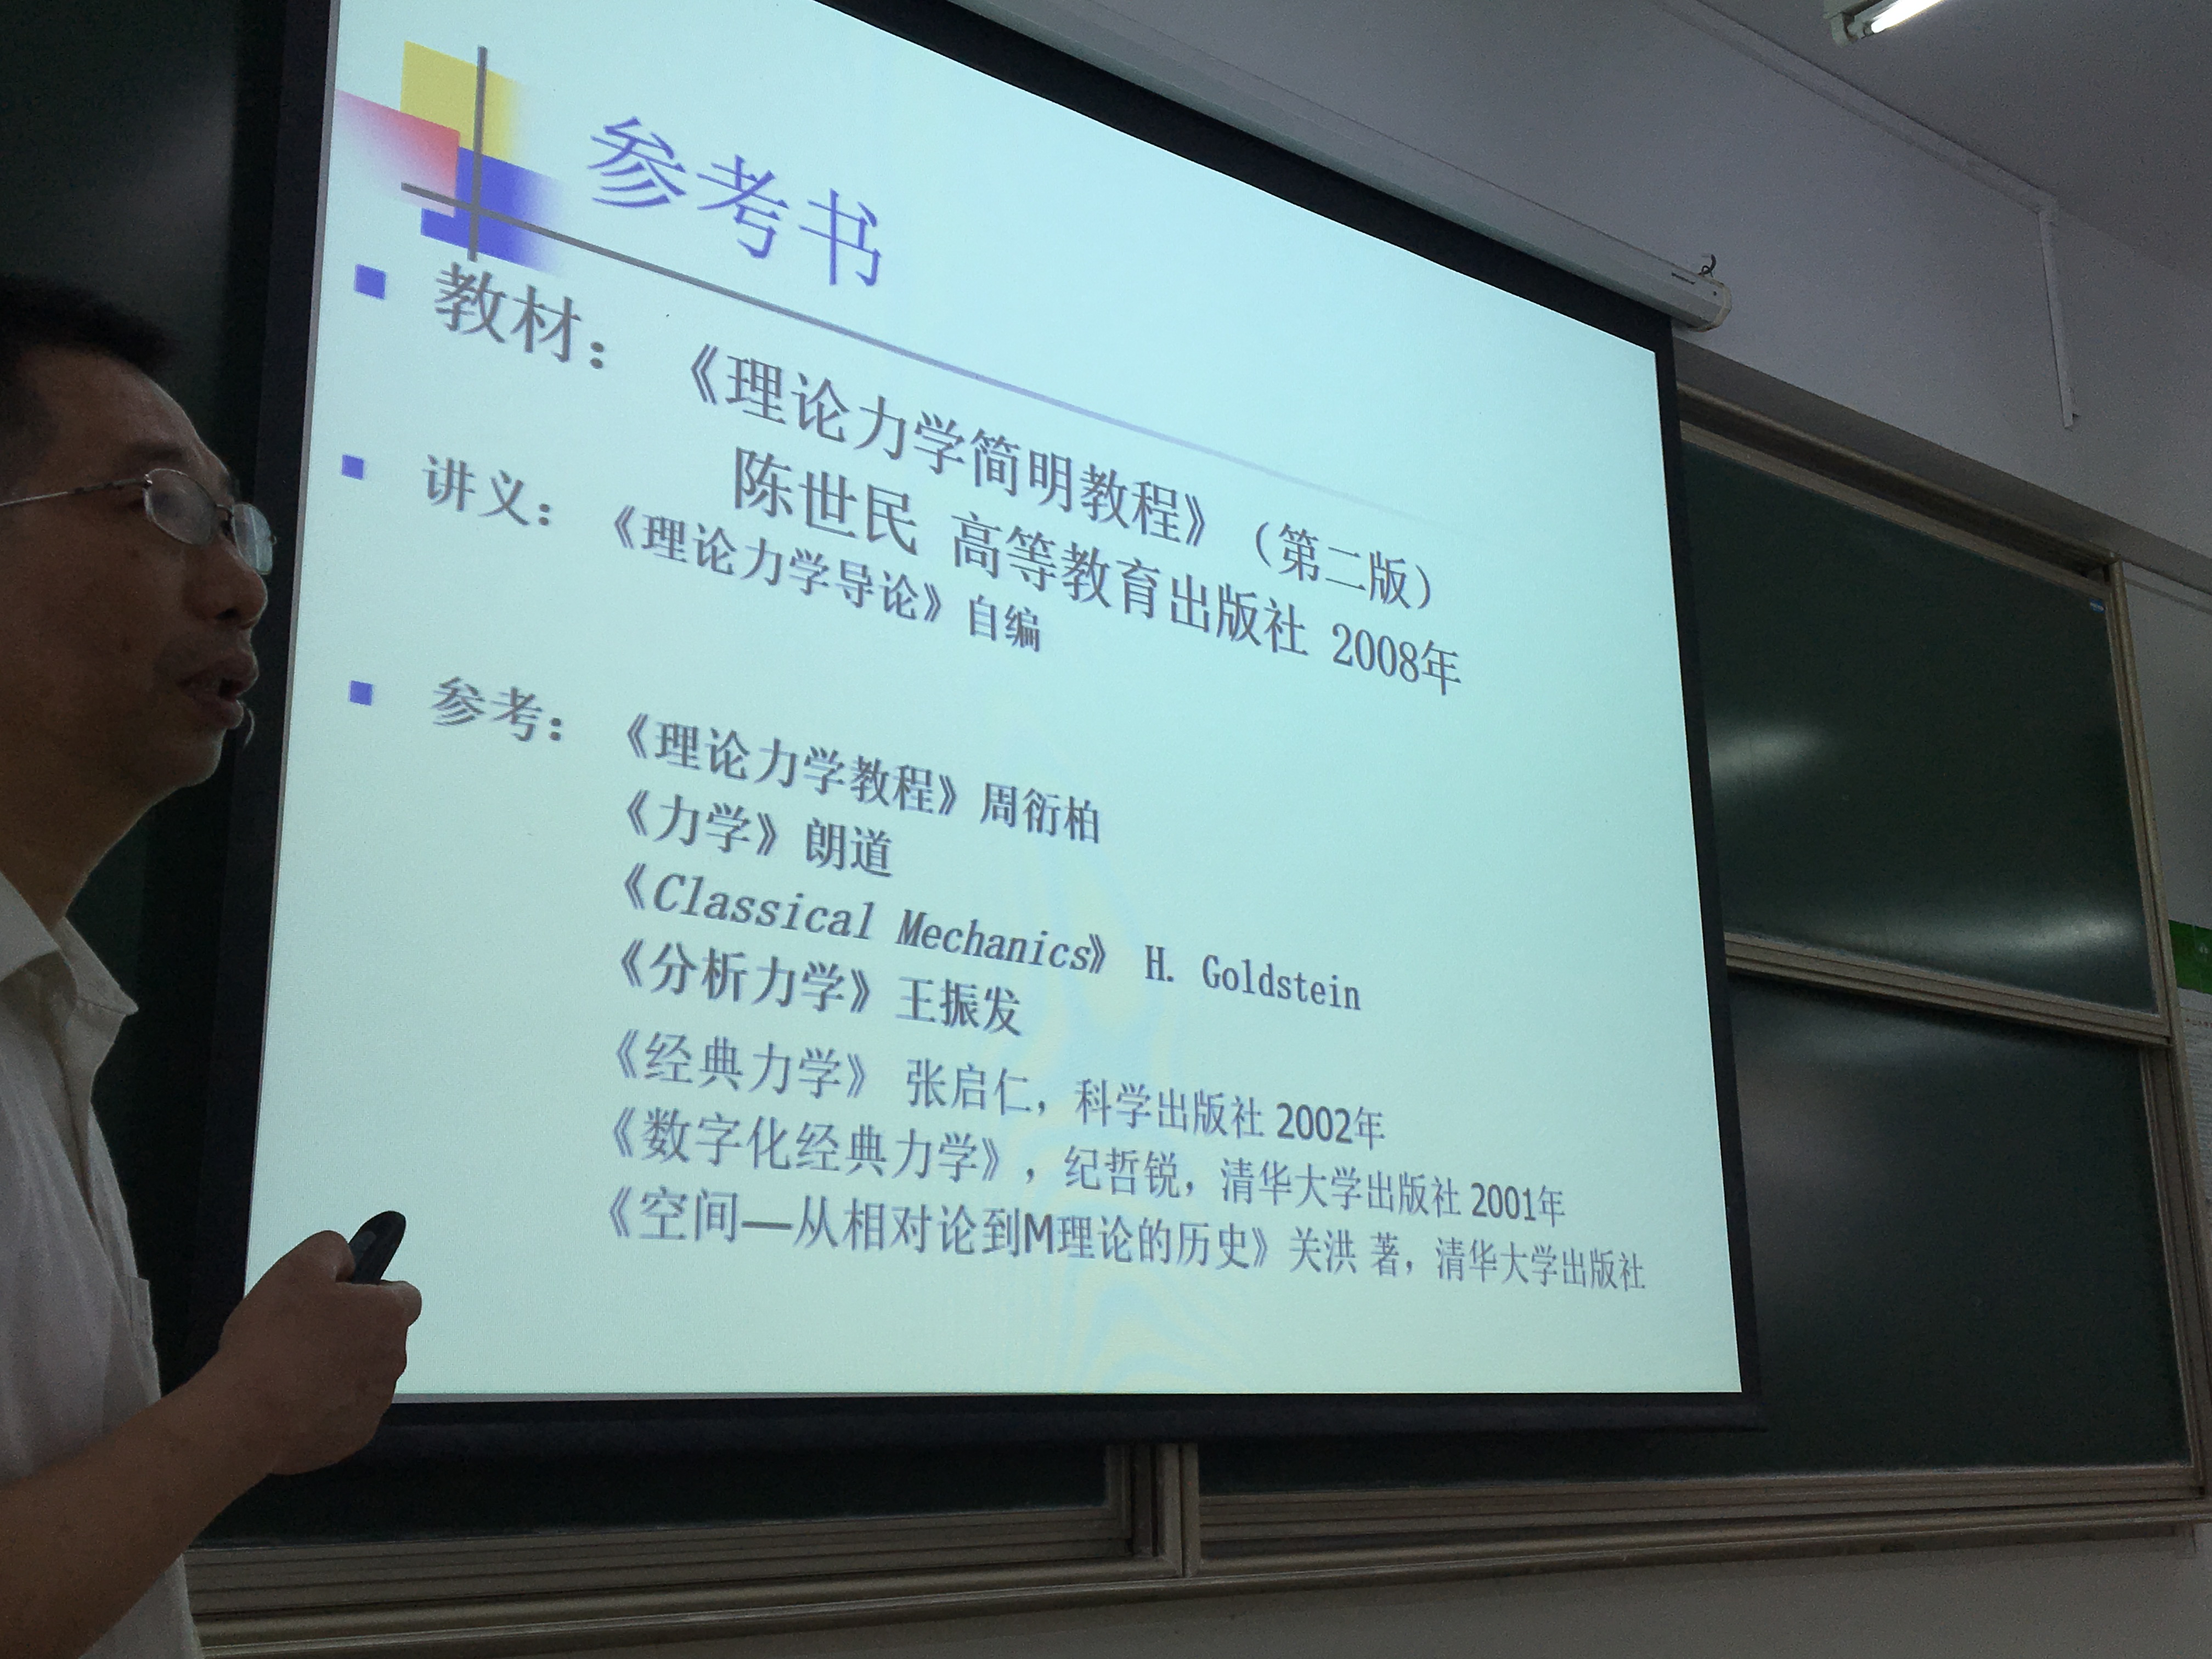 参考书
教材：《理论力学简明教程》（第二版）
陈世民 高等教育出版社 2008年
讲义：《理论力学导论》自编
参考：《理论力学教程》周衍柏
《力学》朗道
《Classical Mechanics》 H. Goldstein
《分析力学》王振发
《经典力学》 张启仁，科学出版社 2002年
《数字化经典力学》，纪哲锐，清华大学出版社 2001年
《空间—从相对论到M理论的历史》关洪 著，清华大学出版社